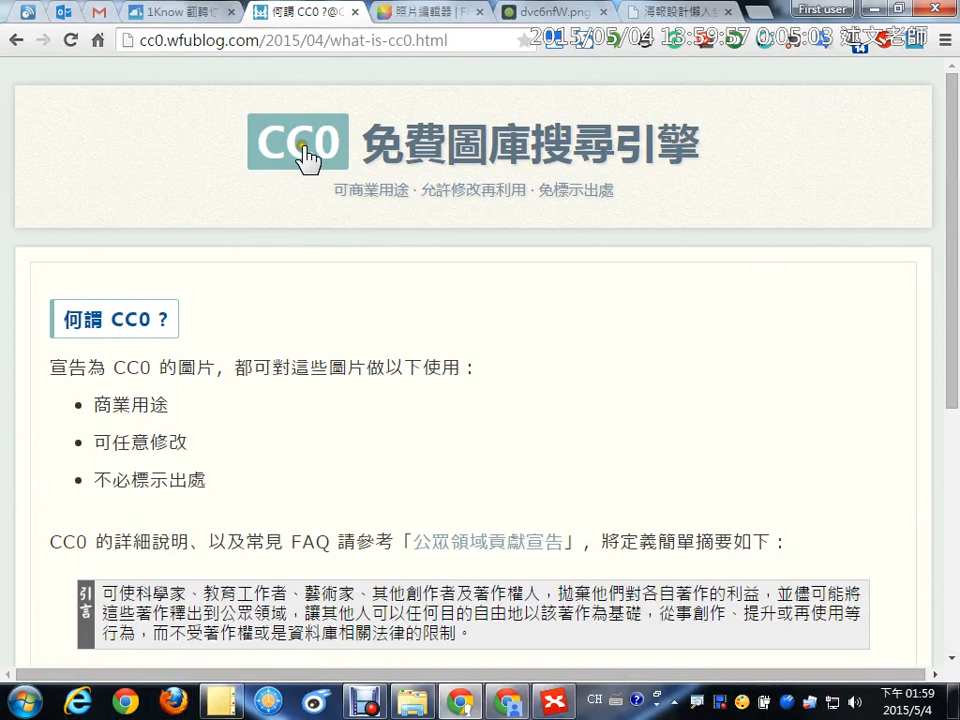 1Know 翻轉你
何謂 CC0 ?@C
照片編輯器 | F
dvc6nfW.png
海報設計懶人
First user
cc0.wfublog.com/2015/04/what-is-cc0.html
2015/05/04 13:59:57 0:05:03 述文老師
14
CC0 免費圖庫搜尋引擎
可商業用途 · 允許修改再利用 · 免標示出處
何謂 CC0 ?
宣告為 CC0 的圖片，都可對這些圖片做以下使用：
• 商業用途
• 可任意修改
• 不必標示出處
CC0 的詳細說明、以及常見 FAQ 請參考「公眾領域貢獻宣告」，將定義簡單摘要如下：
引言
可使科學家、教育工作者、藝術家、其他創作者及著作權人，拋棄他們對各自著作的利益，並儘可能將
這些著作釋出到公眾領域，讓其他人可以任何目的自由地以該著作為基礎，從事創作、提升或再使用等
行為，而不受著作權或是資料庫相關法律的限制。
CH
下午 01:59
2015/5/4